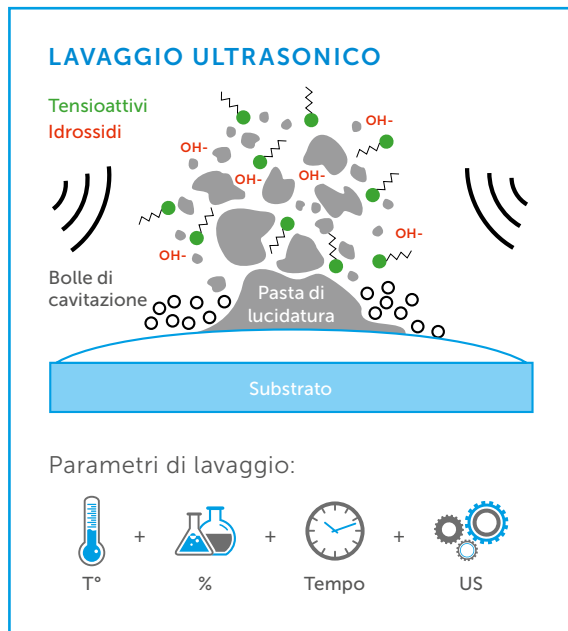 LAVAGGIO ULTRASONICO
Tensioattivi
Idrossidi
OH-
OH-
OH-
OH-
OH-
OH-
Bolle di
cavitazione
Pasta di
lucidatura
Substrato
Parametri di lavaggio:
+
+
+
T°
%
Tempo
US